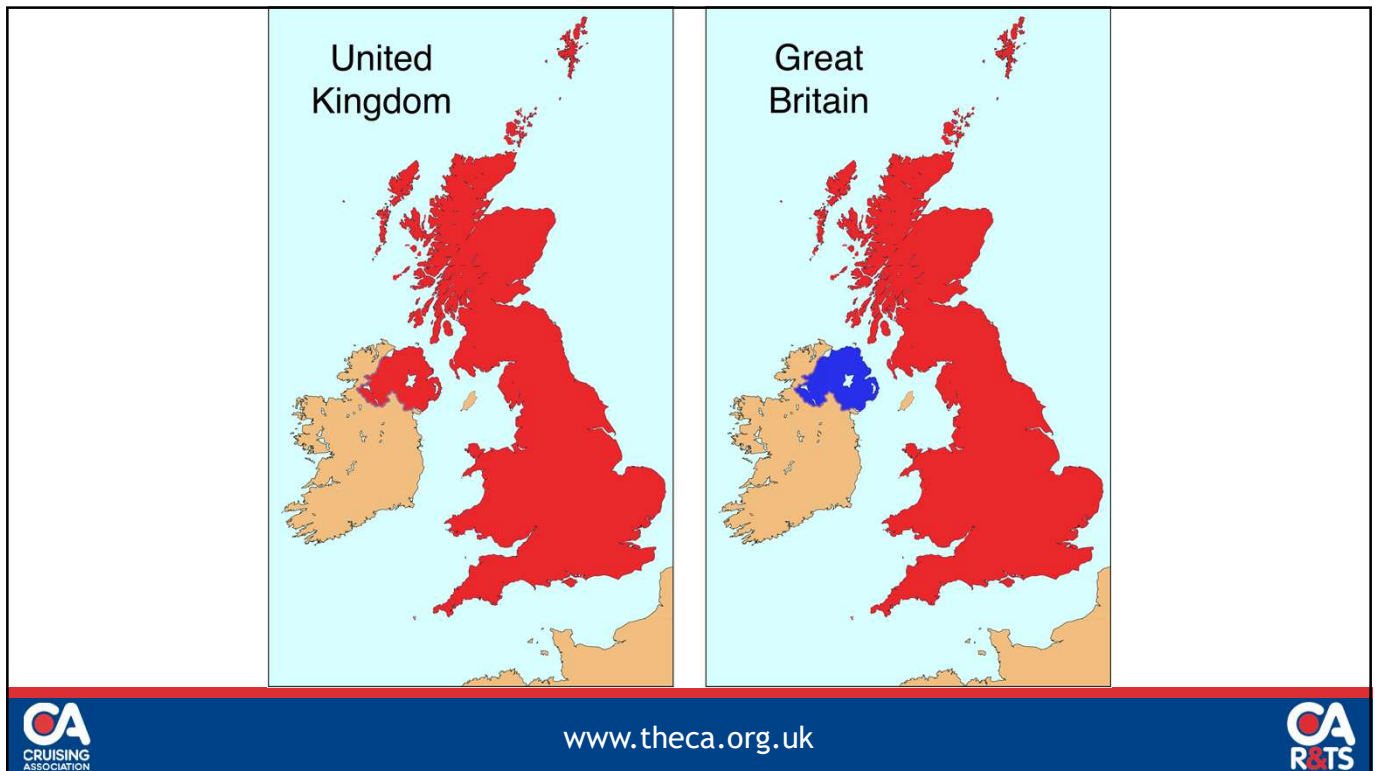 United
Kingdom
Great
Britain
CA
CRUISING
ASSOCIATION
www.theca.org.uk
CA
R&TS